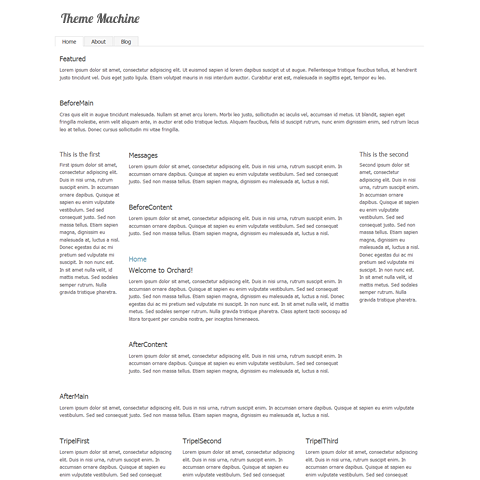 Theme Machine
Home
About
Blog
Featured
Lorem ipsum dolor sit amet, consectetur adipiscing elit. Ut euismod sapien id lorem dapibus suscipit ut ut augue. Pellentesque tristique faucibus tellus, at hendrerit
justo tincidunt vel. Duis eget justo ligula. Etiam volutpat mauris in nisi interdum auctor. Curabitur erat est, malesuada in sagittis eget, tempor eu leo.
BeforeMain
Cras quis elit in augue tincidunt malesuada. Nullam sit amet arcu lorem. Morbi leo justo, sollicitudin ac iaculis vel, accumsan id metus. Ut blandit, sapien eget
fringilla molestie, enim velit aliquam ante, in auctor erat odio tristique lectus. Aliquam faucibus, felis id suscipit rutrum, nunc enim dignissim enim, sed rutrum lacus
leo at tellus. Donec cursus sollicitudin mi vitae fringilla.
This is the first
Lorem ipsum dolor sit amet,
consectetur adipiscing elit.
Duis in nisi urna, rutrum
suscipit enim. In accumsan
ornare dapibus. Quisque at
sapien eu enim vulputate
vestibulum. Sed sed
consequat justo. Sed non
massa tellus. Etiam sapien
magna, dignissim eu
malesuada at, luctus a nisl.
Donec egestas dui ac mi
pretium sed vulputate mi
suscipit. In non nunc est.
In sit amet nulla velit, id
mattis metus. Sed sodales
semper rutrum. Nulla
gravida tristique pharetra.
Messages
Lorem ipsum dolor sit amet, consectetur adipiscing elit. Duis in nisi urna, rutrum suscipit enim. In
accumsan ornare dapibus. Quisque at sapien eu enim vulputate vestibulum. Sed sed consequat
justo. Sed non massa tellus. Etiam sapien magna, dignissim eu malesuada at, luctus a nisl.
BeforeContent
Lorem ipsum dolor sit amet, consectetur adipiscing elit. Duis in nisi urna, rutrum suscipit enim. In
accumsan ornare dapibus. Quisque at sapien eu enim vulputate vestibulum. Sed sed consequat
justo. Sed non massa tellus. Etiam sapien magna, dignissim eu malesuada at, luctus a nisl.
Home
Welcome to Orchard!
Lorem ipsum dolor sit amet, consectetur adipiscing elit. Duis in nisi urna, rutrum suscipit enim. In
accumsan ornare dapibus. Quisque at sapien eu enim vulputate vestibulum. Sed sed consequat
justo. Sed non massa tellus. Etiam sapien magna, dignissim eu malesuada at, luctus a nisl. Donec
egestas dui ac mi pretium sed vulputate mi suscipit. In non nunc est. In sit amet nulla velit, id mattis
metus. Sed sodales semper rutrum. Nulla gravida tristique pharetra. Class aptent taciti sociosqu ad
litora torquent per conubia nostra, per inceptos himenaeos.
AfterContent
Lorem ipsum dolor sit amet, consectetur adipiscing elit. Duis in nisi urna, rutrum suscipit enim. In
accumsan ornare dapibus. Quisque at sapien eu enim vulputate vestibulum. Sed sed consequat
justo. Sed non massa tellus. Etiam sapien magna, dignissim eu malesuada at, luctus a nisl.
This is the second
Lorem ipsum dolor sit
amet, consectetur
adipiscing elit. Duis in nisi
urna, rutrum suscipit enim.
In accumsan ornare
dapibus. Quisque at sapien
eu enim vulputate
vestibulum. Sed sed
consequat justo. Sed non
massa tellus. Etiam sapien
magna, dignissim eu
malesuada at, luctus a nisl.
Donec egestas dui ac mi
pretium sed vulputate mi
suscipit. In non nunc est.
In sit amet nulla velit, id
mattis metus. Sed sodales
semper rutrum. Nulla
gravida tristique pharetra.
AfterMain
Lorem ipsum dolor sit amet, consectetur adipiscing elit. Duis in nisi urna, rutrum suscipit enim. In accumsan ornare dapibus. Quisque at sapien eu enim vulputate
vestibulum. Sed sed consequat justo. Sed non massa tellus. Etiam sapien magna, dignissim eu malesuada at, luctus a nisl.
TripelFirst
Lorem ipsum dolor sit amet, consectetur adipiscing
elit. Duis in nisi urna, rutrum suscipit enim. In
accumsan ornare dapibus. Quisque at sapien eu
enim vulputate vestibulum. Sed sed consequat
TripelSecond
Lorem ipsum dolor sit amet, consectetur adipiscing
elit. Duis in nisi urna, rutrum suscipit enim. In
accumsan ornare dapibus. Quisque at sapien eu
enim vulputate vestibulum. Sed sed consequat
TripelThird
Lorem ipsum dolor sit amet, consectetur adipiscing
elit. Duis in nisi urna, rutrum suscipit enim. In
accumsan ornare dapibus. Quisque at sapien eu
enim vulputate vestibulum. Sed sed consequat